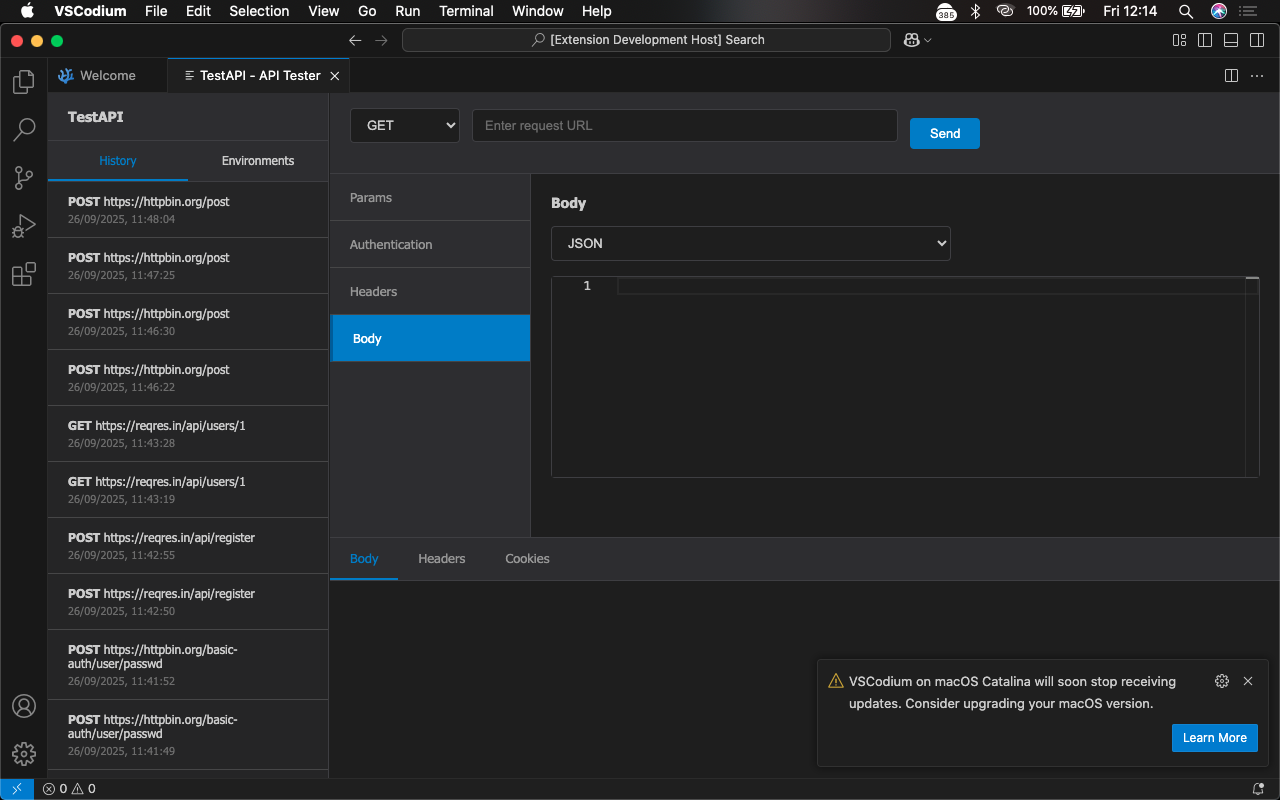 VSCodium File Edit Selection View Go Run Terminal Window Help 385 100% Fri 12:14
[Extension Development Host] Search
Welcome TestAPI - API Tester
TestAPI
History Environments
POST https://httpbin.org/post
26/09/2025, 11:48:04
POST https://httpbin.org/post
26/09/2025, 11:47:25
POST https://httpbin.org/post
26/09/2025, 11:46:30
POST https://httpbin.org/post
26/09/2025, 11:46:22
GET https://reqres.in/api/users/1
26/09/2025, 11:43:28
GET https://reqres.in/api/users/1
26/09/2025, 11:43:19
POST https://reqres.in/api/register
26/09/2025, 11:42:55
POST https://reqres.in/api/register
26/09/2025, 11:42:50
POST https://httpbin.org/basic-
auth/user/passwd
26/09/2025, 11:41:52
POST https://httpbin.org/basic-
auth/user/passwd
26/09/2025, 11:41:49
GET Enter request URL Send
Params
Authentication
Headers
Body
Body
JSON
1
Body Headers Cookies
VSCodium on macOS Catalina will soon stop receiving
updates. Consider upgrading your macOS version.
Learn More
0 0